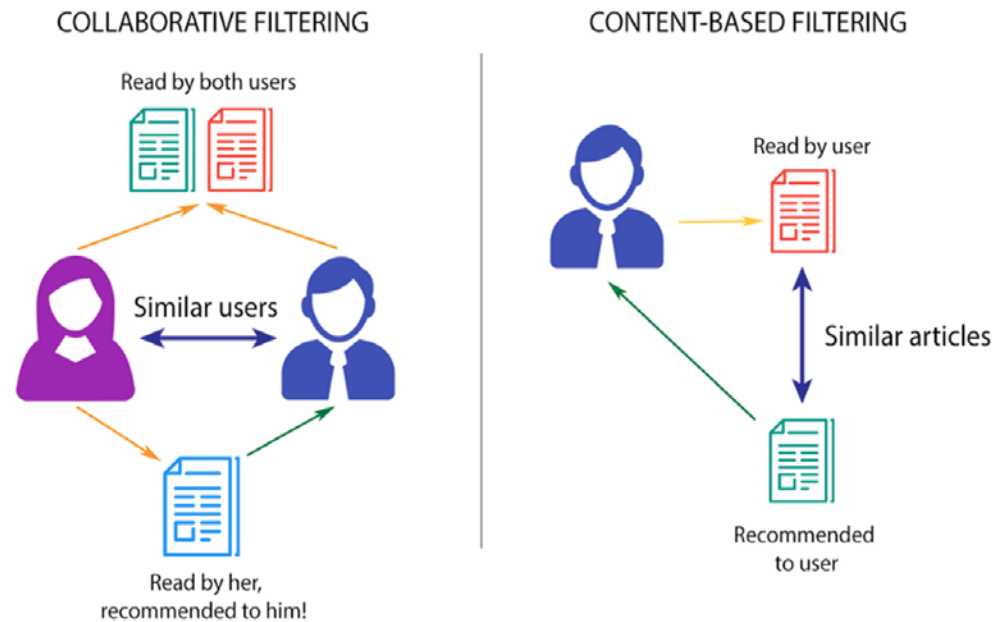 COLLABORATIVE FILTERING
Read by both users
Similar users
Read by her,
recommended to him!
CONTENT-BASED FILTERING
Read by user
Similar articles
Recommended
to user